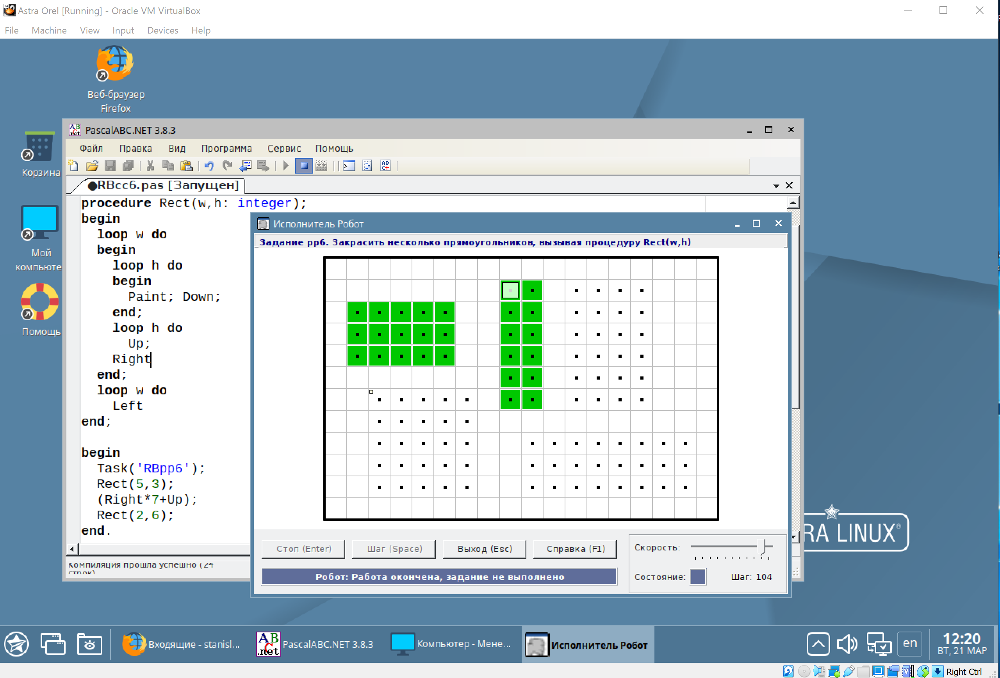 Astra Orel [Running] - Oracle VM VirtualBox
File Machine View Input Devices Help
Веб-браузер
Firefox
Корзина
Мой
компьюте
Помощь
PascalABC.NET 3.8.3
Файл Правка Вид Программа Сервис Помощь
●RBcc6.pas [Запущен]
procedure Rect(w,h: integer);
begin
loop w do
begin
loop h do
begin
Paint; Down;
end;
loop h do
Up;
Right
end;
loop w do
Left
end;
begin
Task('RBpp6');
Rect(5,3);
(Right*7+Up);
Rect(2,6);
end.
Компиляция прошла успешно (24
строк)
Исполнитель Робот
Задание pp6. Закрасить несколько прямоугольников, вызывая процедуру Rect(w,h)
Стоп (Enter) Шаг (Space) Выход (Esc) Справка (F1)
Скорость:
Робот: Работа окончена, задание не выполнено
Состояние: Шаг: 104
RA LINUX®
Входящие - stanisl...
PascalABC.NET 3.8.3
Компьютер - Мене...
Исполнитель Робот
en
12:20
ВТ, 21 МАР
Right Ctrl